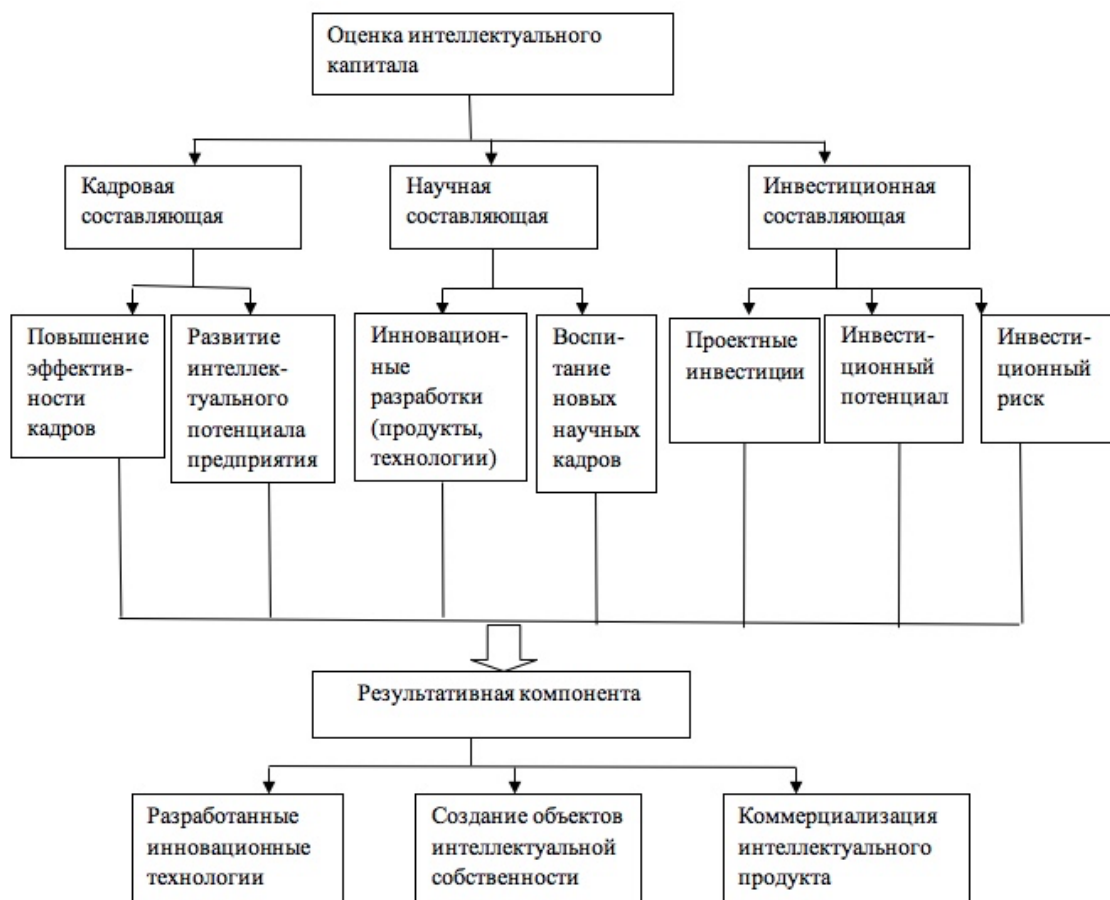 Оценка интеллектуального
капитала
Кадровая
составляющая
Научная
составляющая
Инвестиционная
составляющая
Повышение
эффектив-
ности
кадров
Развитие
интеллек-
туального
потенциала
предприятия
Инновацион-
ные
разработки
(продукты,
технологии)
Воспи-
тание
новых
научных
кадров
Проектные
инвестиции
Инвести-
ционный
потенциал
Инвести-
ционный
риск
Результативная компонента
Разработанные
инновационные
технологии
Создание объектов
интеллектуальной
собственности
Коммерциализация
интеллектуального
продукта